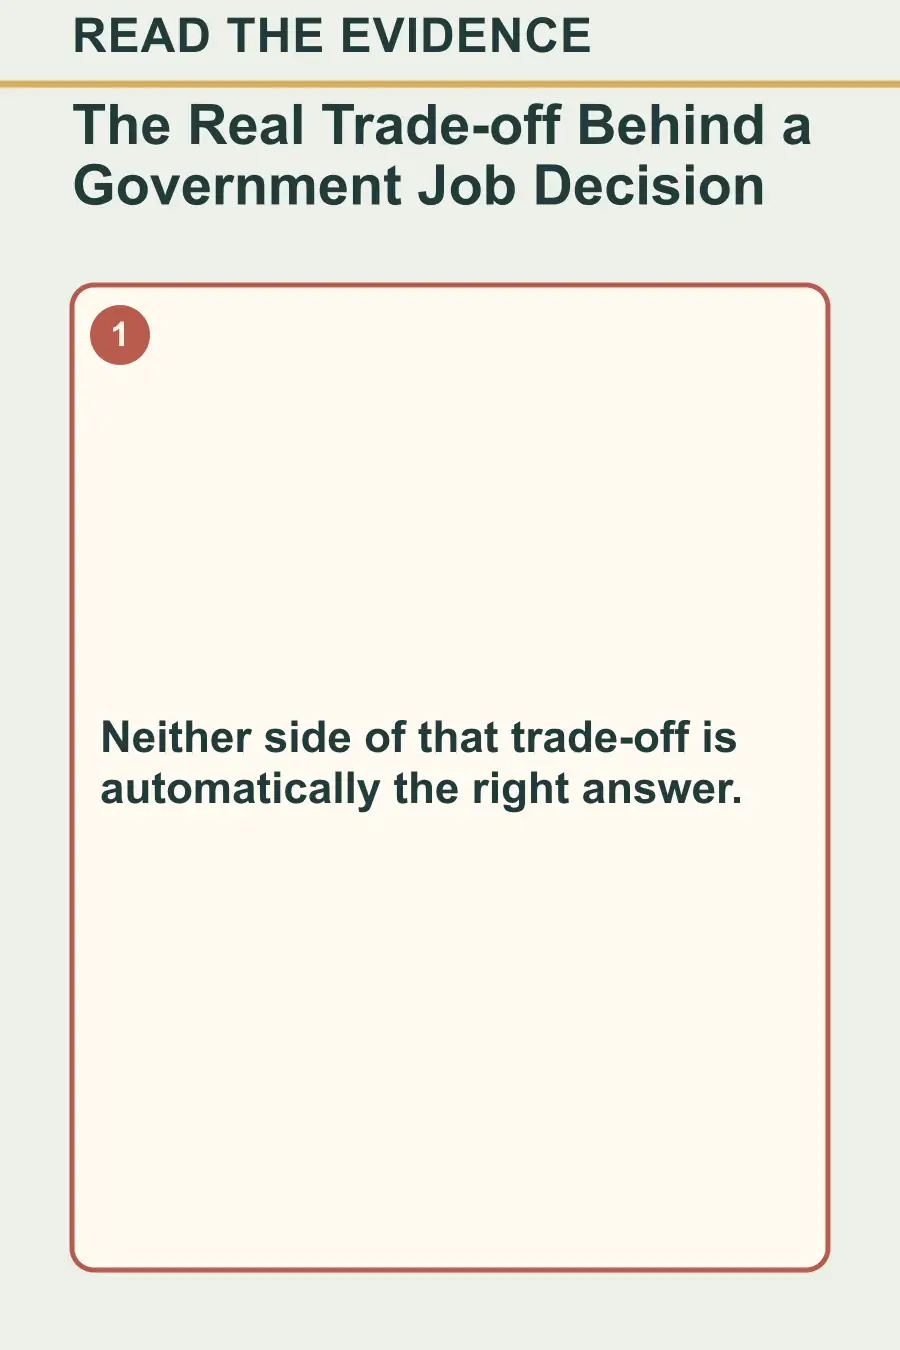 READ THE EVIDENCE
The Real Trade-off Behind a
Government Job Decision
1
Neither side of that trade-off is
automatically the right answer.